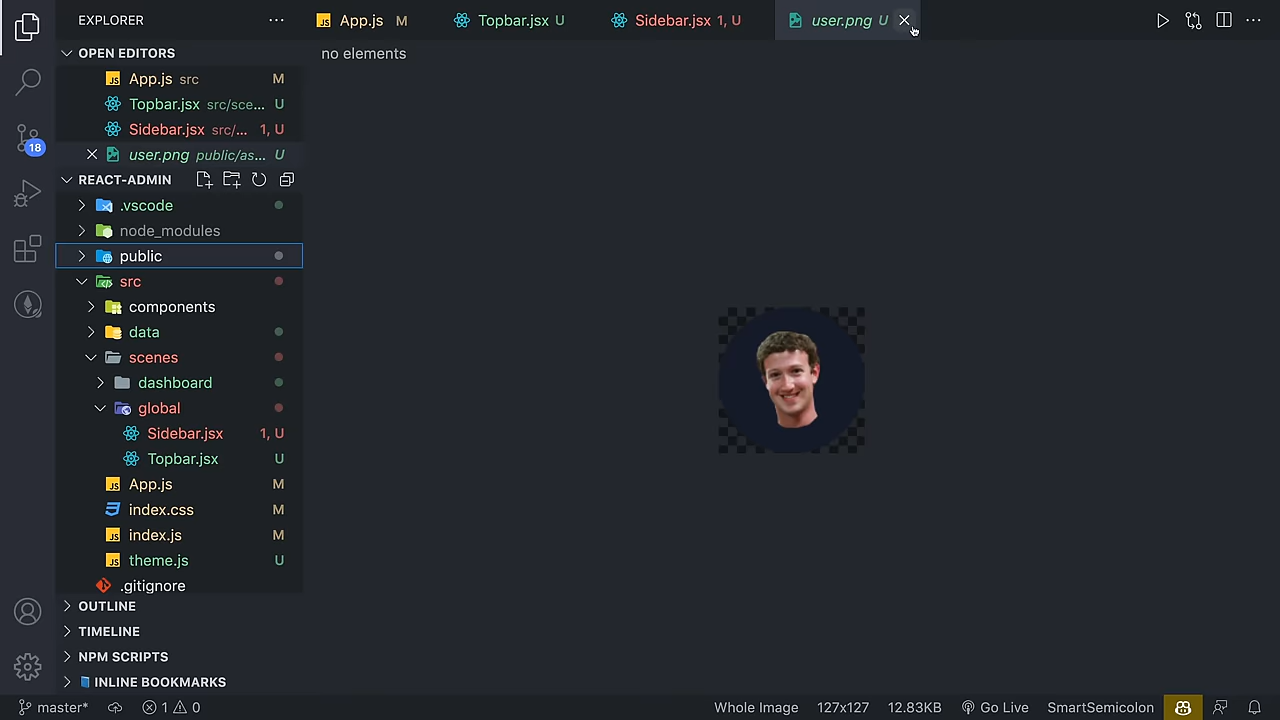 EXPLORER
App.js M
Topbar.jsx U
Sidebar.jsx 1, U
user.png U
OPEN EDITORS
no elements
App.js src M
Topbar.jsx src/sce... U
Sidebar.jsx src/... 1, U
user.png public/as... U
REACT-ADMIN
.vscode
node_modules
public
src
components
data
scenes
dashboard
global
Sidebar.jsx 1, U
Topbar.jsx U
App.js M
index.css M
index.js M
theme.js U
.gitignore
OUTLINE
TIMELINE
NPM SCRIPTS
INLINE BOOKMARKS
18
JS
master* 1 0 Whole Image 127x127 12.83KB Go Live SmartSemicolon